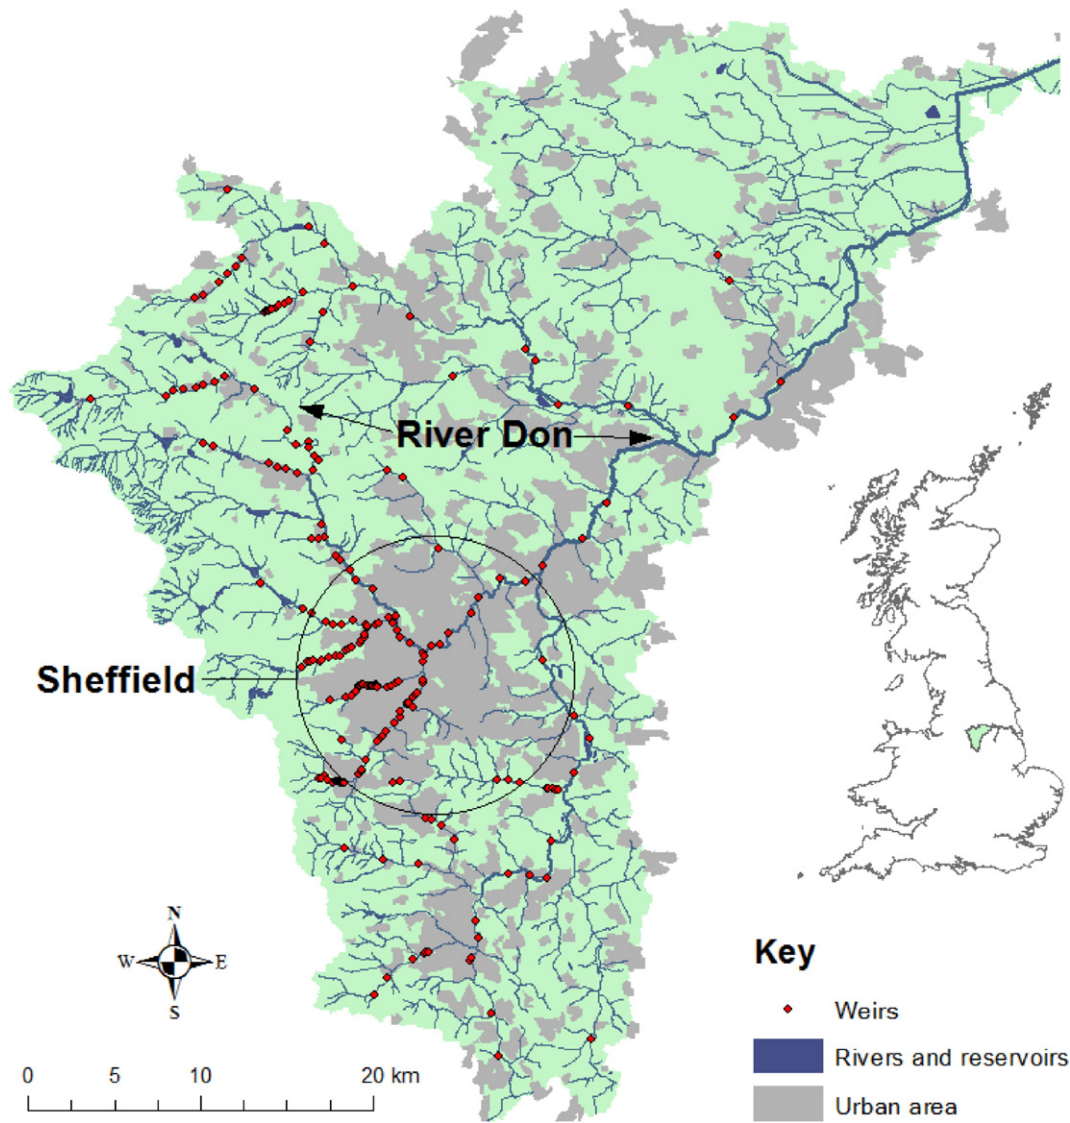 River Don
Sheffield
N
W E
S
0 5 10 20 km
Key
Weirs
Rivers and reservoirs
Urban area